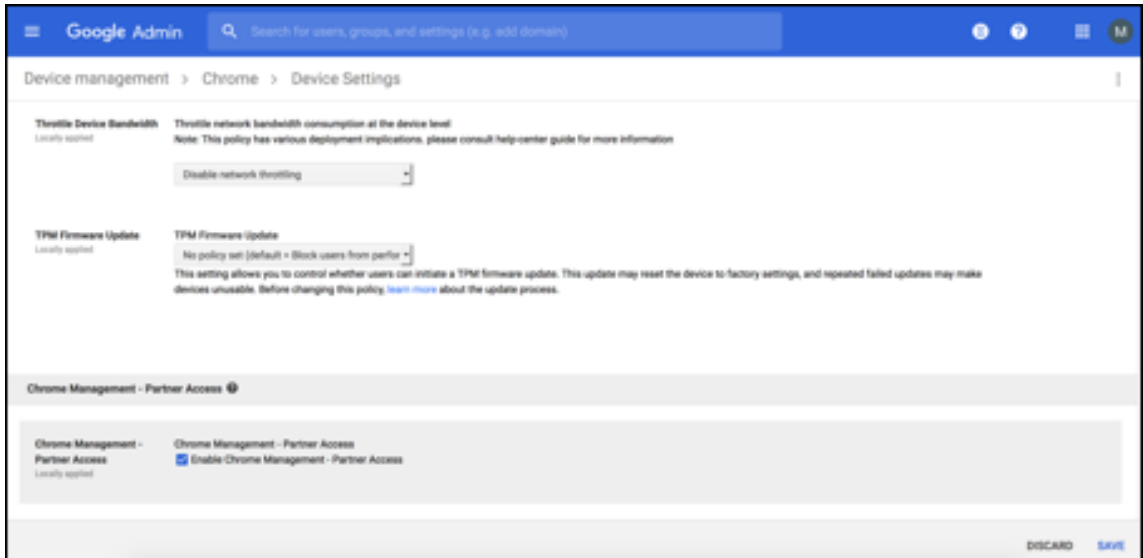 Google Admin
Search for users, groups, and settings (e.g. add domain)
M
Device management > Chrome > Device Settings
Throttle Device Bandwidth
Locally applied
Throttle network bandwidth consumption at the device level
Note: This policy has various deployment implications, please consult help-center guide for more information
Disable network throttling
TPM Firmware Update
Locally applied
TPM Firmware Update
No policy set (default = Block users from perfor
This setting allows you to control whether users can initiate a TPM firmware update. This update may reset the device to factory settings, and repeated failed updates may make
devices unusable. Before changing this policy, learn more about the update process.
Chrome Management - Partner Access
Chrome Management -
Partner Access
Locally applied
Chrome Management - Partner Access
Enable Chrome Management - Partner Access
DISCARD
SAVE